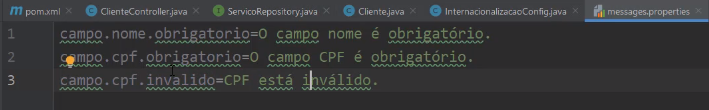 pom.xml ClienteController.java ServicoRepository.java Cliente.java InternacionalizacaoConfig.java messages.properties
1 campo.nome.obrigatorio=O campo nome é obrigatório.
2 campo.cpf.obrigatorio=O campo CPF é obrigatório.
3 campo.cpf.invalido=CPF está inválido.